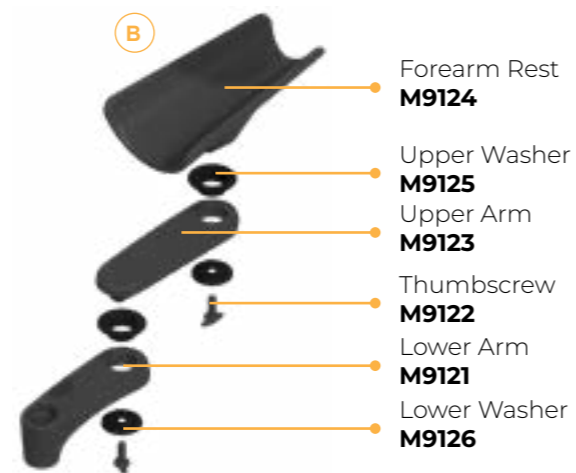 B
Forearm Rest
M9124
Upper Washer
M9125
Upper Arm
M9123
Thumbscrew
M9122
Lower Arm
M9121
Lower Washer
M9126